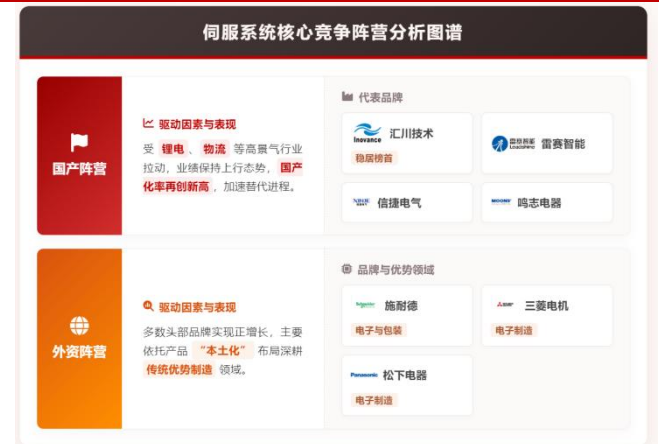 伺服系统核心竞争阵营分析图谱
国产阵营
驱动因素与表现
受 锂电 、 物流 等高景气行业
拉动，业绩保持上行态势，国产
化率再创新高，加速替代进程。
代表品牌
Inovance 汇川技术
稳居榜首
雷赛智能 Leadshine 雷赛智能
信捷电气
MOONS' 鸣志电器
外资阵营
驱动因素与表现
多数头部品牌实现正增长，主要
依托产品 “本土化” 布局深耕
传统优势制造 领域。
品牌与优势领域
Schneider 施耐德
电子与包装
三菱电机
电子制造
Panasonic 松下电器
电子制造